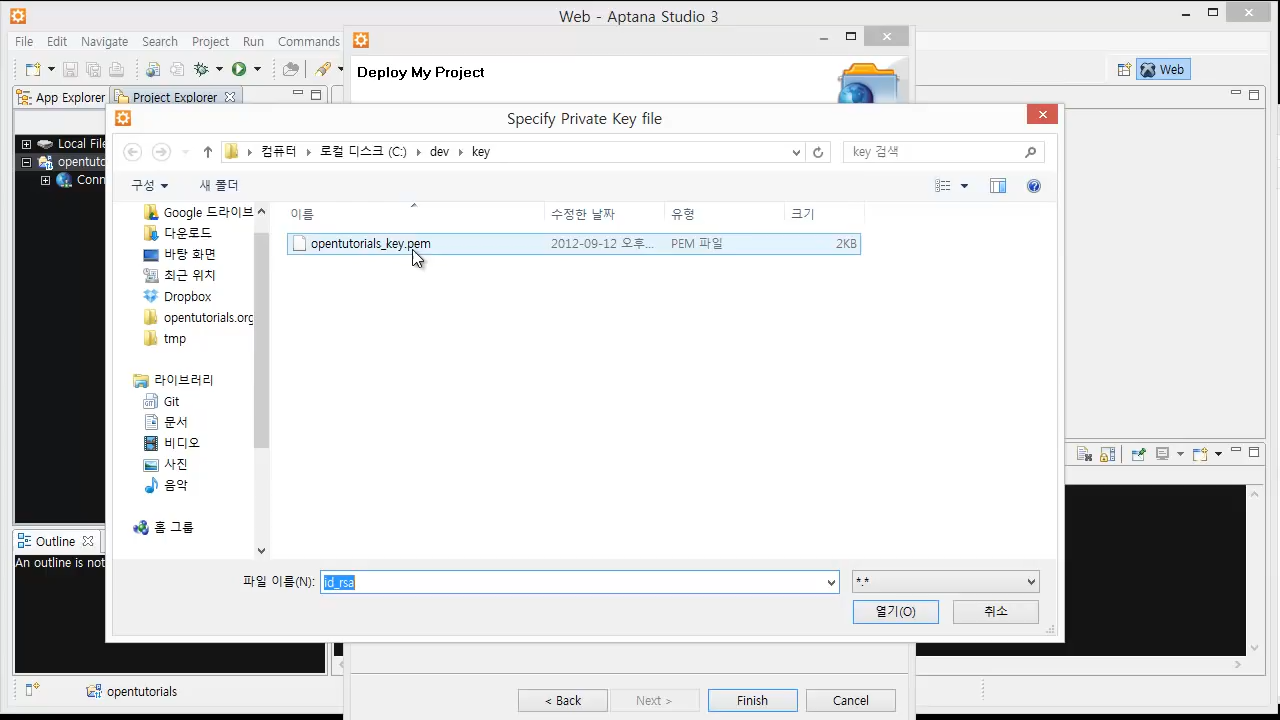 Web - Aptana Studio 3
File Edit Navigate Search Project Run Commands
Web
Deploy My Project
App Explorer Project Explorer
Local File
opentuto
Conn
Specify Private Key file
컴퓨터 로컬 디스크 (C:) dev key
key 검색
구성 새 폴더
이름 수정한 날짜 유형 크기
opentutorials_key.pem 2012-09-12 오후... PEM 파일 2KB
Google 드라이브
다운로드
바탕 화면
최근 위치
Dropbox
opentutorials.org
tmp
라이브러리
Git
문서
비디오
사진
음악
홈 그룹
파일 이름(N): id_rsa *.*
열기(O) 취소
Outline
An outline is not
opentutorials
< Back Next > Finish Cancel